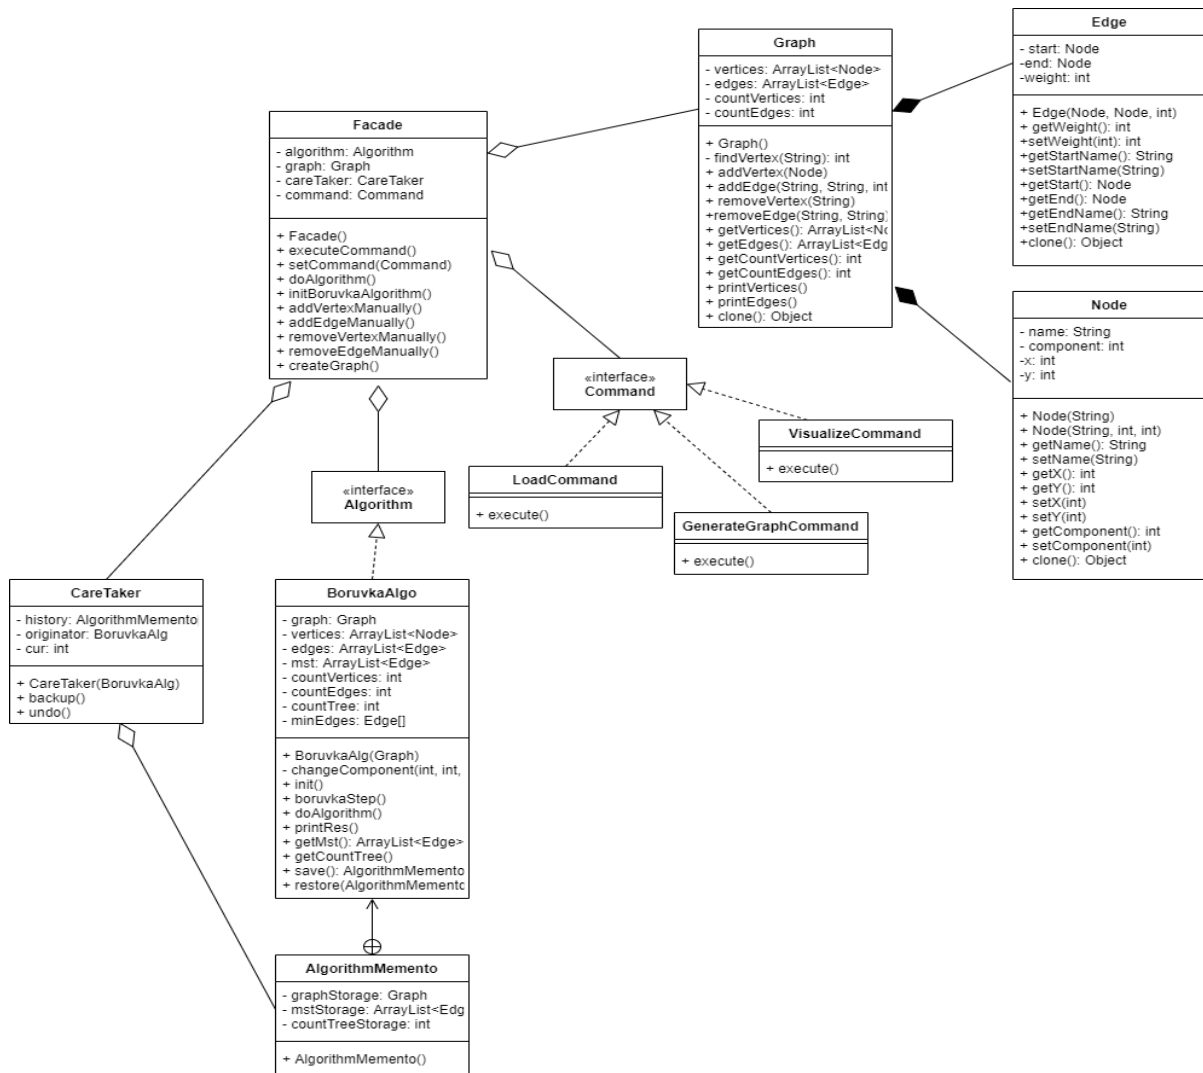 Edge
- start: Node
-end: Node
-weight: int
+ Edge(Node, Node, int)
+ getWeight(): int
+setWeight(int): int
+getStartName(): String
+setStartName(String)
+getStart(): Node
+getEnd(): Node
+getEndName(): String
+setEndName(String)
+clone(): Object
Graph
- vertices: ArrayList<Node>
- edges: ArrayList<Edge>
- countVertices: int
- countEdges: int
+ Graph()
- findVertex(String): int
+ addVertex(Node)
+ addEdge(String, String, int
+ removeVertex(String)
+removeEdge(String, String)
+ getVertices(): ArrayList<No
+ getEdges(): ArrayList<Edg
+ getCountVertices(): int
+ getCountEdges(): int
+ printVertices()
+ printEdges()
+ clone(): Object
Facade
- algorithm: Algorithm
- graph: Graph
- careTaker: CareTaker
- command: Command
+ Facade()
+ executeCommand()
+ setCommand(Command)
+ doAlgorithm()
+ initBoruvkaAlgorithm()
+ addVertexManually()
+ addEdgeManually()
+ removeVertexManually()
+ removeEdgeManually()
+ createGraph()
Node
- name: String
- component: int
-x: int
-y: int
+ Node(String)
+ Node(String, int, int)
+ getName(): String
+ setName(String)
+ getX(): int
+ getY(): int
+ setX(int)
+ setY(int)
+ getComponent(): int
+ setComponent(int)
+ clone(): Object
«interface»
Command
VisualizeCommand
+ execute()
LoadCommand
+ execute()
GenerateGraphCommand
+ execute()
«interface»
Algorithm
CareTaker
- history: AlgorithmMemento
- originator: BoruvkaAlg
- cur: int
+ CareTaker(BoruvkaAlg)
+ backup()
+ undo()
BoruvkaAlgo
- graph: Graph
- vertices: ArrayList<Node>
- edges: ArrayList<Edge>
- mst: ArrayList<Edge>
- countVertices: int
- countEdges: int
- countTree: int
- minEdges: Edge[]
+ BoruvkaAlg(Graph)
- changeComponent(int, int,
+ init()
+ boruvkaStep()
+ doAlgorithm()
+ printRes()
+ getMst(): ArrayList<Edge>
+ getCountTree()
+ save(): AlgorithmMemento
+ restore(AlgorithmMemento
AlgorithmMemento
- graphStorage: Graph
- mstStorage: ArrayList<Edg
- countTreeStorage: int
+ AlgorithmMemento()